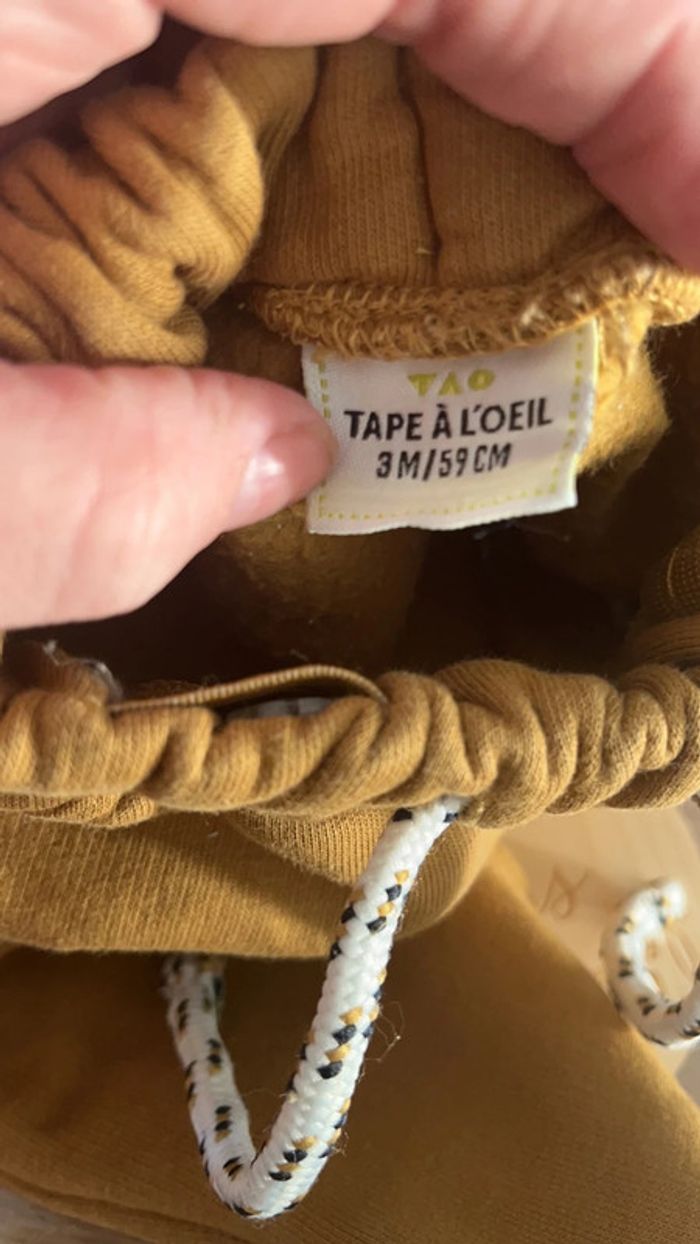 TAO
TAPE À L'OEIL
3M/59CM